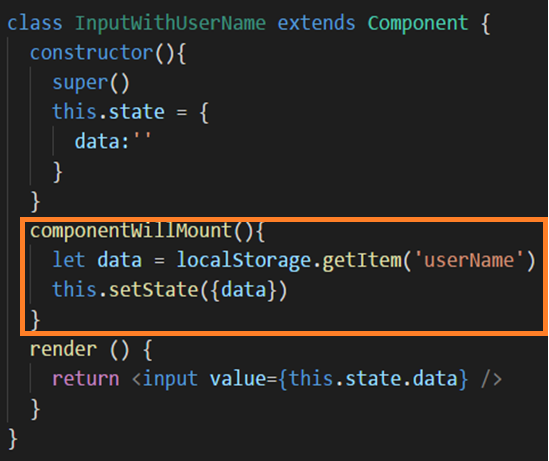 class InputWithUserName extends Component {
constructor(){
super()
this.state = {
data:''
}
}
componentWillMount(){
let data = localStorage.getItem('userName')
this.setState({data})
}
render () {
return <input value={this.state.data} />
}
}